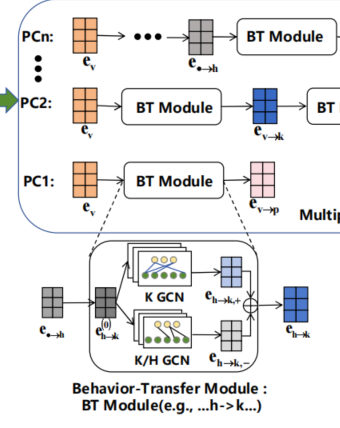 PCn: e_v ••• e_{•→h} BT Module
PC2: e_v BT Module e_{v→k} BT
PC1: e_v BT Module e_{v→p}
Multip
K GCN
e_{•→h} e^{(0)}_{h→k} e_{h→k,+} e_{h→k}
K/H GCN e_{h→k,−}
Behavior-Transfer Module :
BT Module(e.g., ...h->k...)